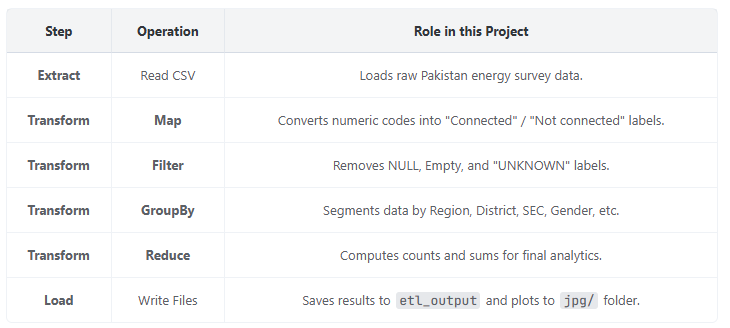 Step Operation Role in this Project
Extract Read CSV Loads raw Pakistan energy survey data.
Transform Map Converts numeric codes into "Connected" / "Not connected" labels.
Transform Filter Removes NULL, Empty, and "UNKNOWN" labels.
Transform GroupBy Segments data by Region, District, SEC, Gender, etc.
Transform Reduce Computes counts and sums for final analytics.
Load Write Files Saves results to etl_output and plots to jpg/ folder.